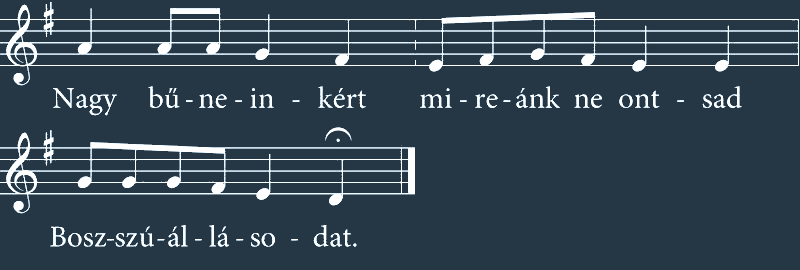 Nagy bű - ne - in - kért mi - re - ánk ne ont - sad
Bosz-szú-ál - lá - so - dat.